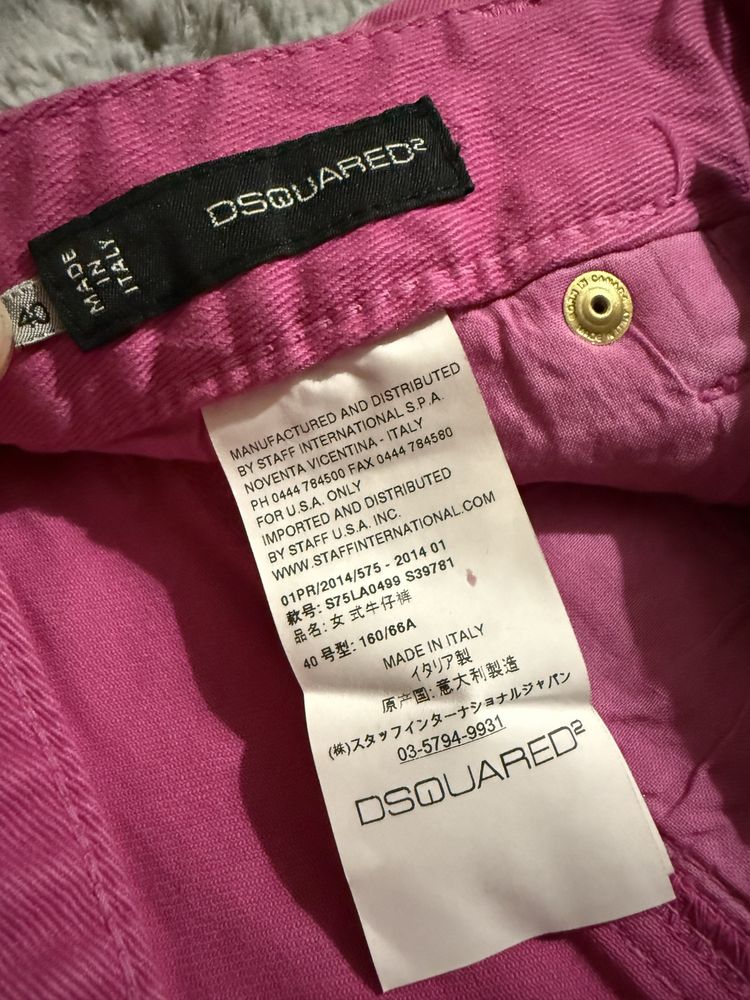 DSQUARED2
MADE
IN
ITALY
40
MANUFACTURED AND DISTRIBUTED
BY STAFF INTERNATIONAL S.P.A.
NOVENTA VICENTINA - ITALY
PH 0444 784500 FAX 0444 784580
FOR U.S.A. ONLY
IMPORTED AND DISTRIBUTED
BY STAFF U.S.A. INC.
WWW.STAFFINTERNATIONAL.COM
01PR/2014/575 - 2014 01
款号: S75LA0499 S39781
品名: 女式牛仔裤
40 号型: 160/66A
MADE IN ITALY
イタリア製
原产国: 意大利製造
(株)スタッフインターナショナルジャパン
03-5794-9931
DSQUARED2